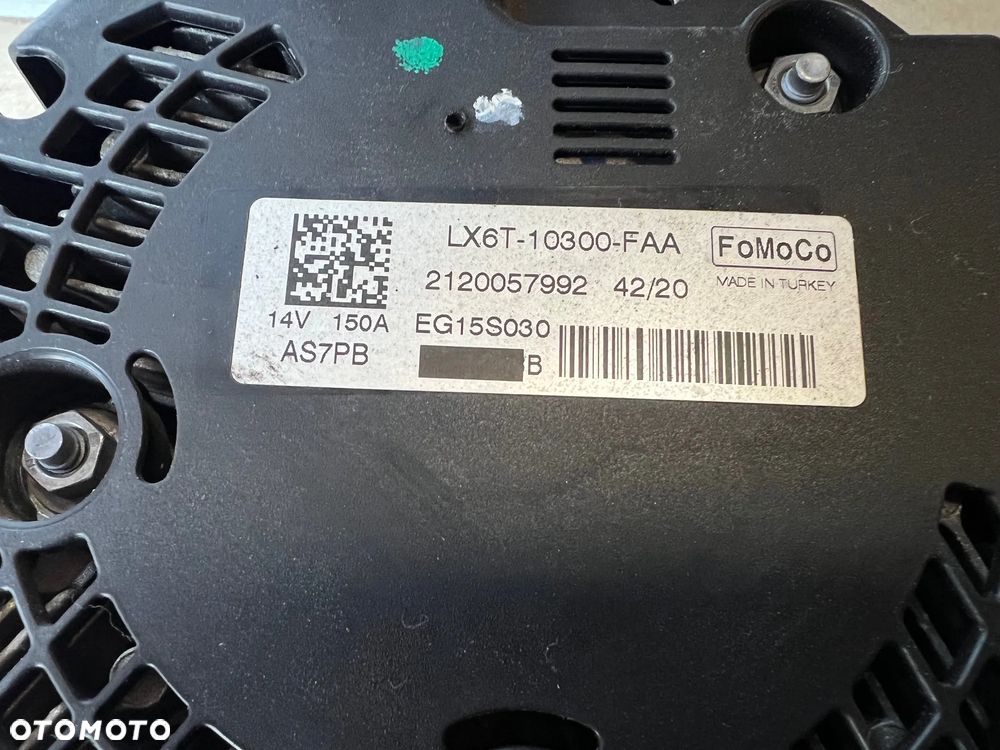 LX6T-10300-FAA
FoMoCo
2120057992 42/20
MADE IN TURKEY
14V 150A EG15S030
AS7PB
B
OTOMOTO